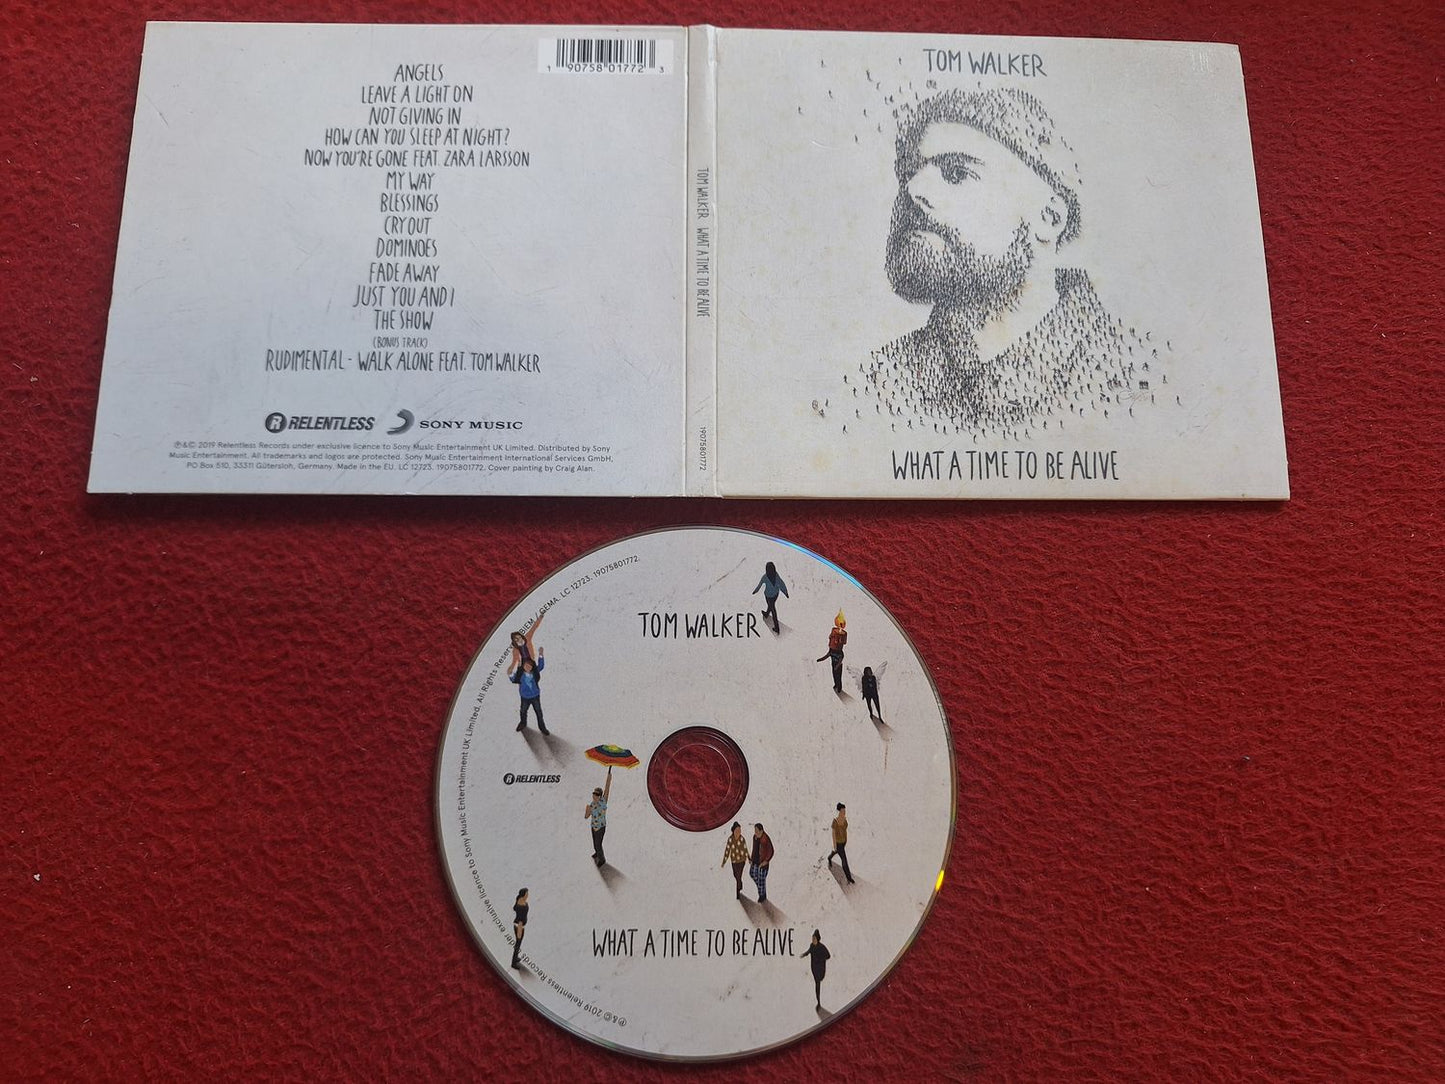 1 90758 01772 3
ANGELS
LEAVE A LIGHT ON
NOT GIVING IN
HOW CAN YOU SLEEP AT NIGHT?
NOW YOU'RE GONE FEAT. ZARA LARSSON
MY WAY
BLESSINGS
CRY OUT
DOMINOES
FADE AWAY
JUST YOU AND I
THE SHOW
(BONUS TRACK)
RUDIMENTAL - WALK ALONE FEAT. TOM WALKER
R RELENTLESS SONY MUSIC
℗&© 2019 Relentless Records under exclusive licence to Sony Music Entertainment UK Limited. Distributed by Sony
Music Entertainment. All trademarks and logos are protected. Sony Music Entertainment International Services GmbH,
PO Box 510, 33311 Gütersloh, Germany. Made in the EU. LC 12723. 19075801772. Cover painting by Craig Alan.
TOM WALKER WHAT A TIME TO BE ALIVE
19075801772
TOM WALKER
WHAT A TIME TO BE ALIVE
TOM WALKER
R RELENTLESS
WHAT A TIME TO BE ALIVE
℗&© 2019 Relentless Records under exclusive licence to Sony Music Entertainment UK Limited. All Rights Reserved. BIEM / GEMA. LC 12723. 19075801772.